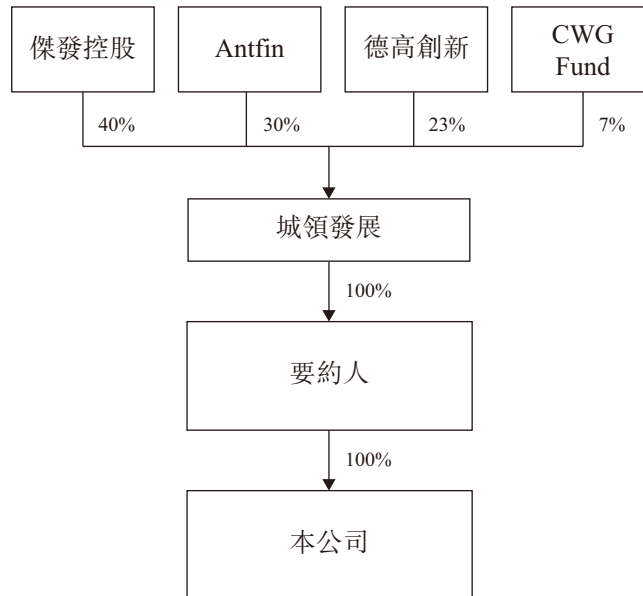 傑發控股
Antfin
德高創新
CWG
Fund
40%
30%
23%
7%
城領發展
100%
要約人
100%
本公司